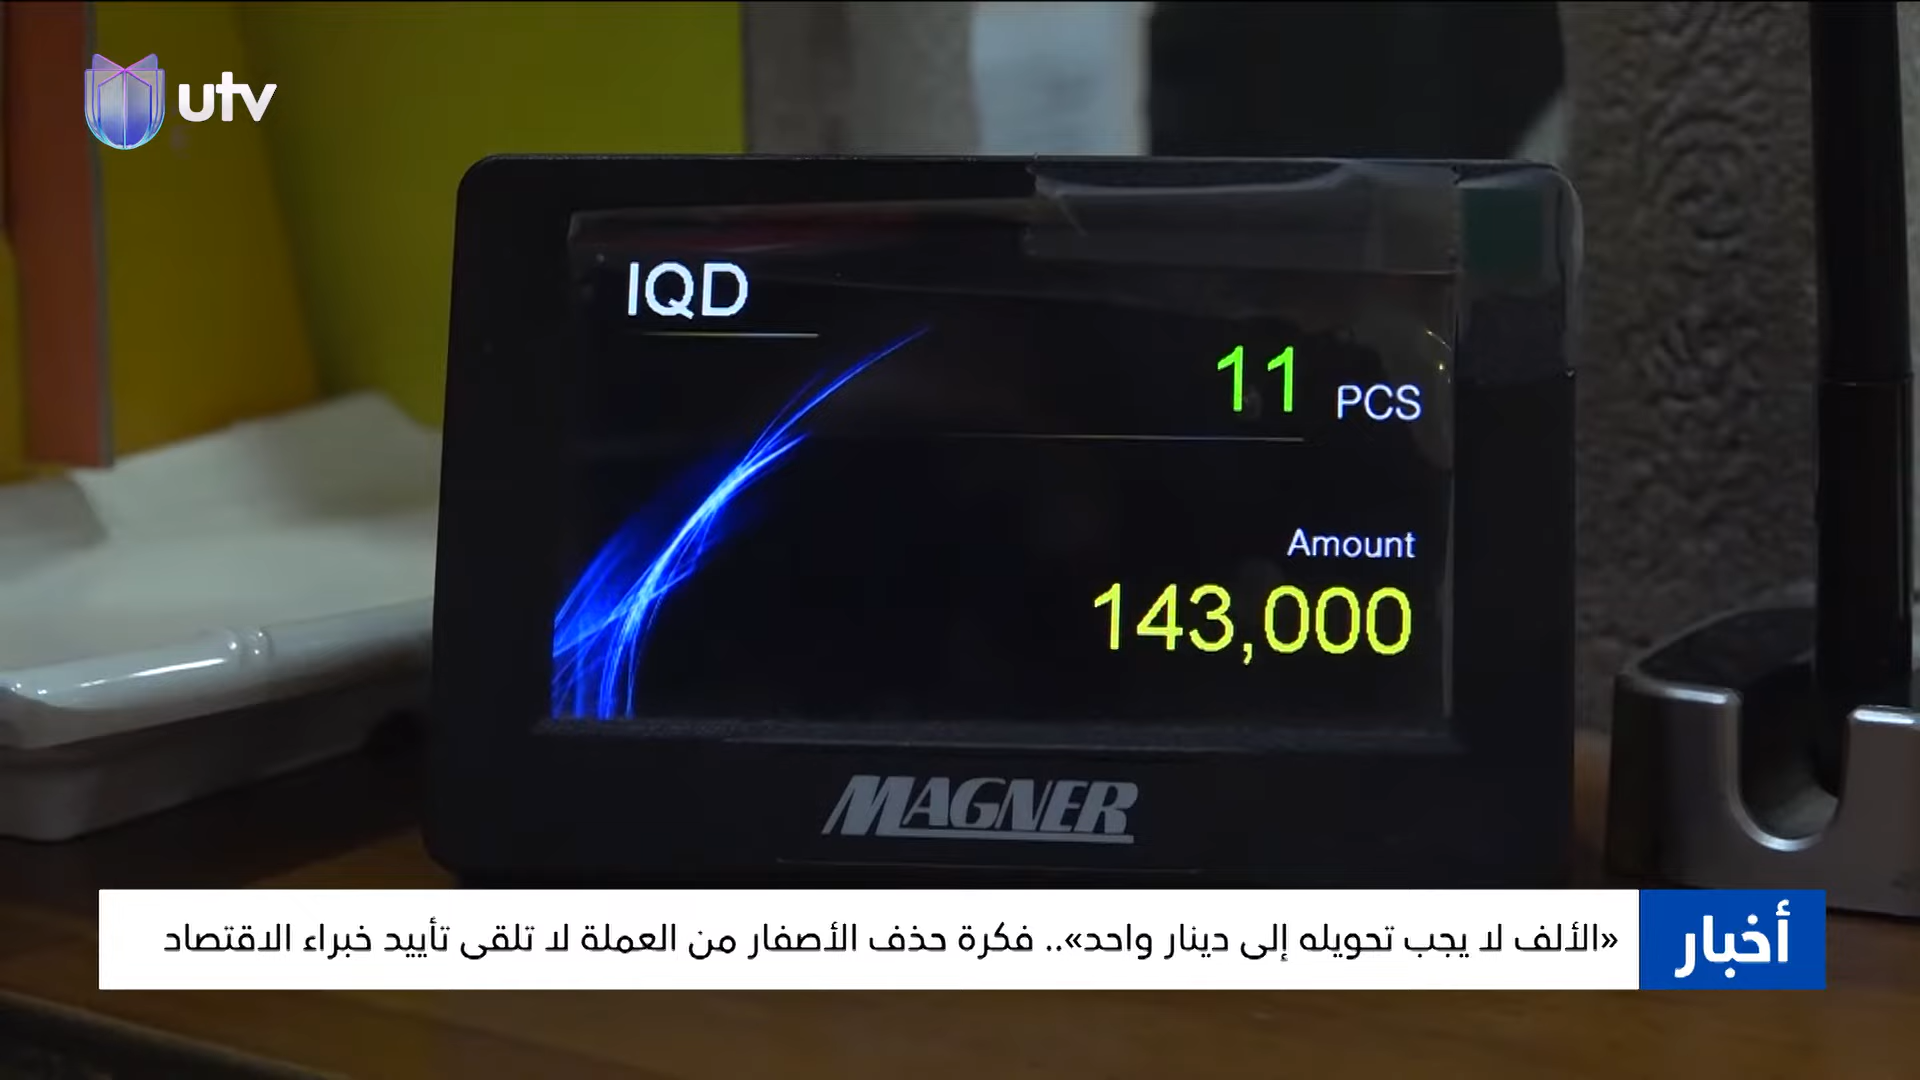 utv
IQD
11 PCS
Amount
143,000
MAGNER
أخبار
«الألف لا يجب تحويله إلى دينار واحد».. فكرة حذف الأصفار من العملة لا تلقى تأييد خبراء الاقتصاد